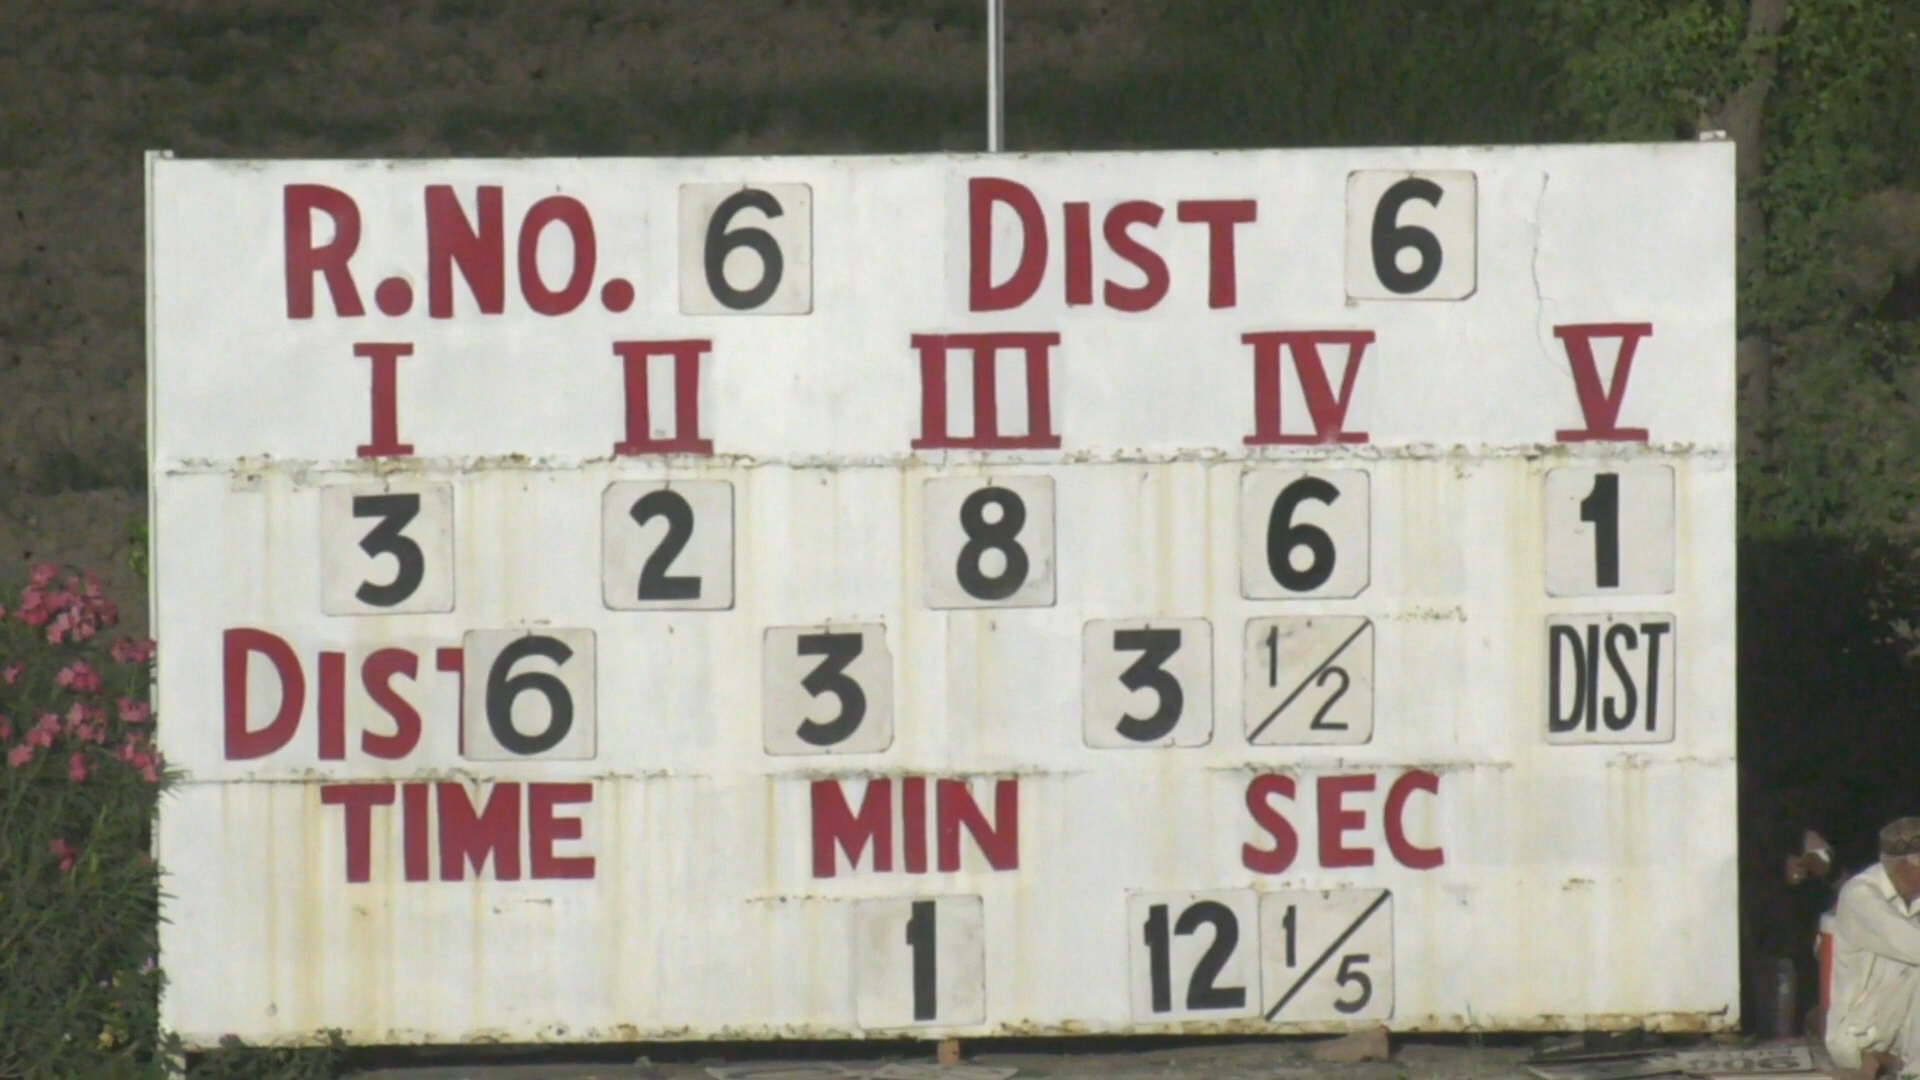 R.NO. 6 DIST 6
I II III IV V
3 2 8 6 1
DIST 6 3 3 1/2 DIST
TIME MIN SEC
1 12 1/5